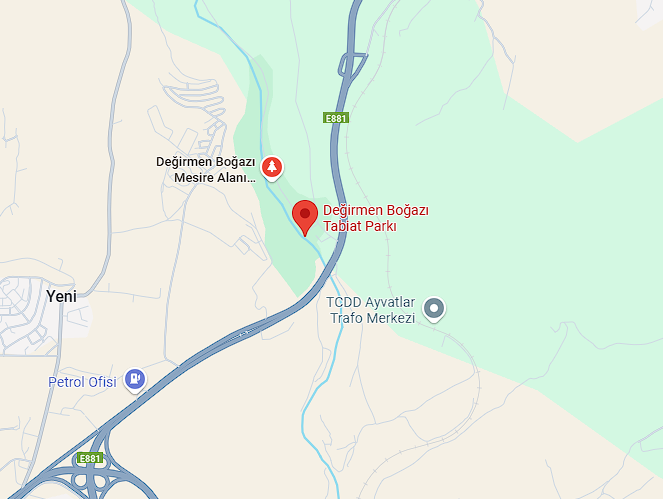 E881
Değirmen Boğazı
Mesire Alanı...
Değirmen Boğazı
Tabiat Parkı
Yeni
TCDD Ayvatlar
Trafo Merkezi
Petrol Ofisi
E881